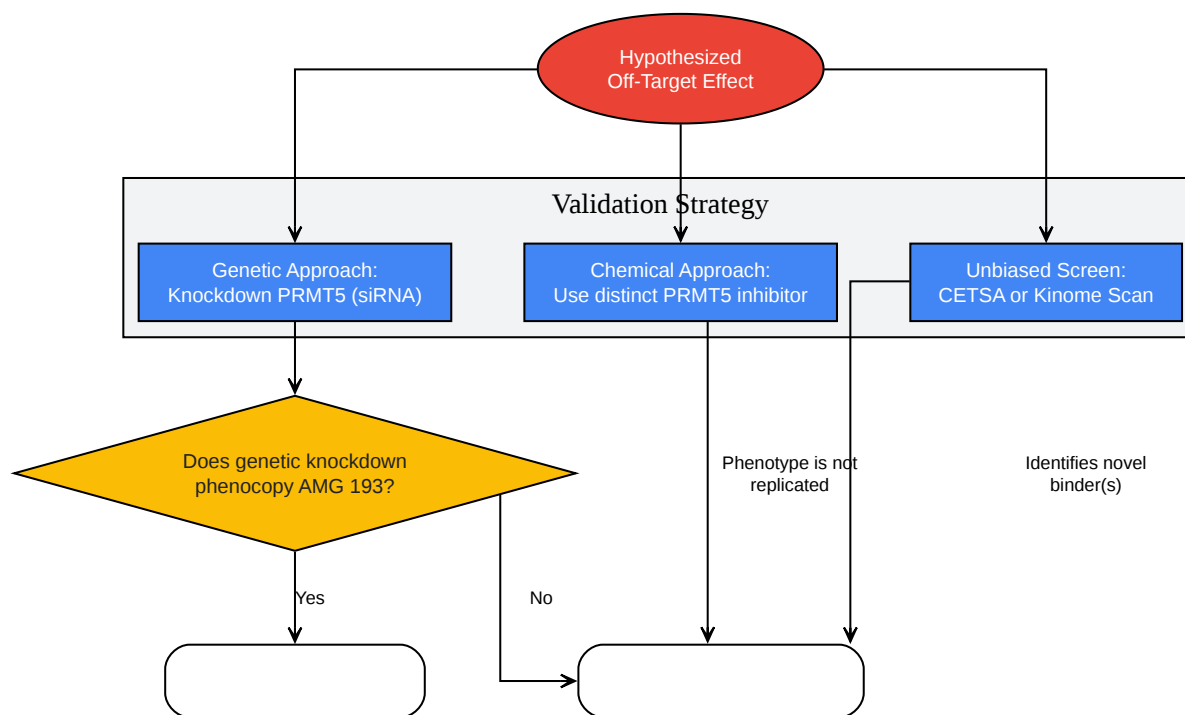 Hypothesized
Off-Target Effect
Validation Strategy
Genetic Approach:
Knockdown PRMT5 (siRNA)
Chemical Approach:
Use distinct PRMT5 inhibitor
Unbiased Screen:
CETSA or Kinome Scan
Does genetic knockdown
phenocopy AMG 193?
Phenotype is not
replicated
Identifies novel
binder(s)
Yes
No